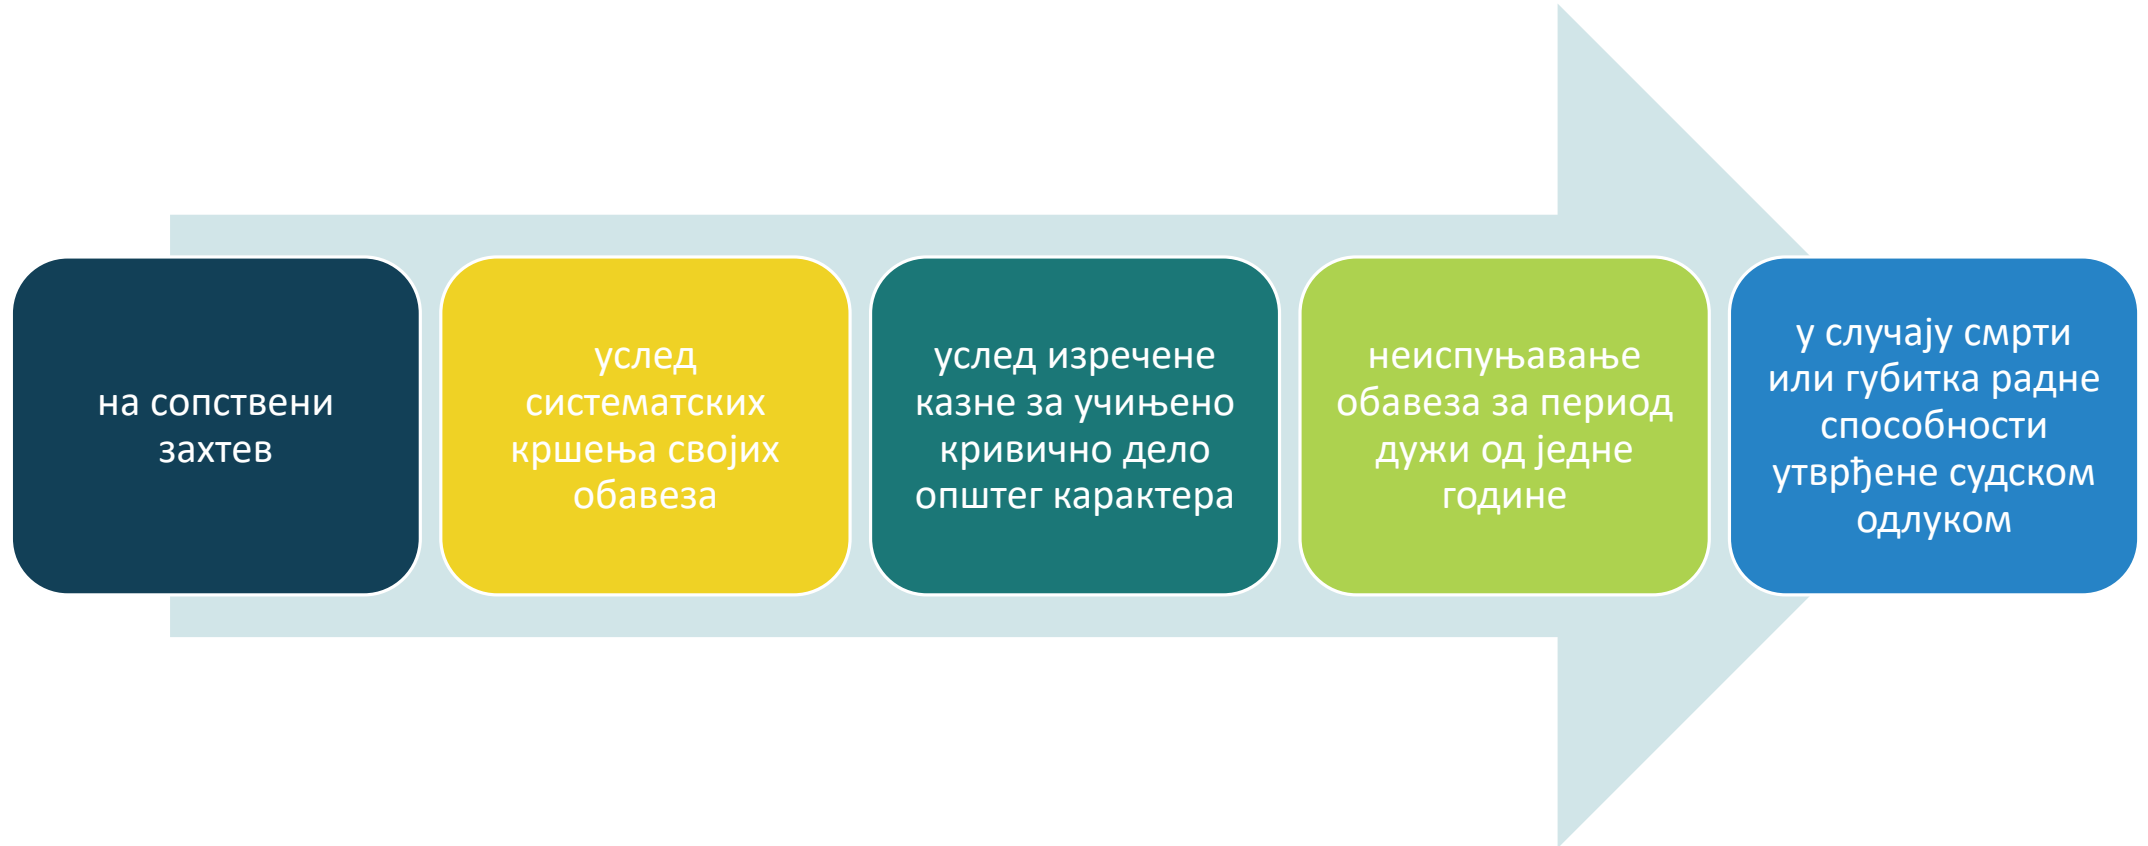 на сопствени
захтев
услед
систематских
кршења својих
обавеза
услед изречене
казне за учињено
кривично дело
општег карактера
неиспуњавање
обавеза за период
дужи од једне
године
у случају смрти
или губитка радне
способности
утврђене судском
одлуком